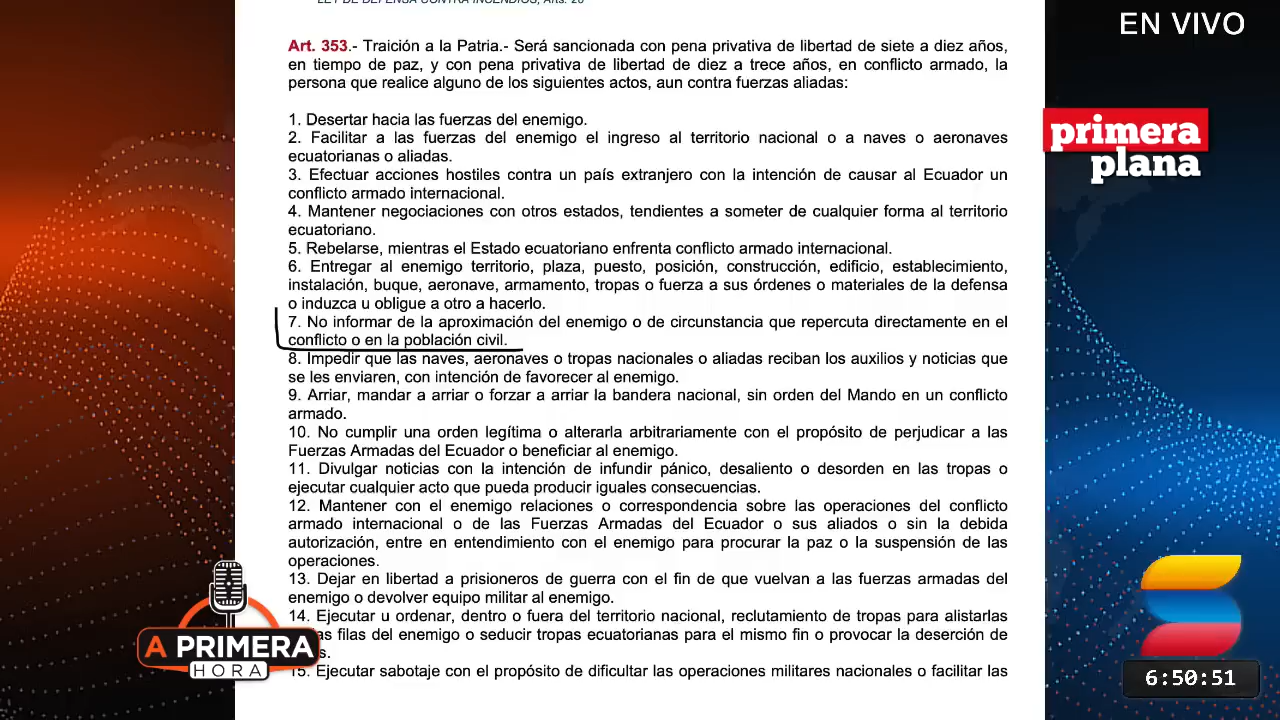 LEY DE DEFENSA CONTRA INCENDIOS, Arts. 26
EN VIVO
Art. 353.- Traición a la Patria.- Será sancionada con pena privativa de libertad de siete a diez años,
en tiempo de paz, y con pena privativa de libertad de diez a trece años, en conflicto armado, la
persona que realice alguno de los siguientes actos, aun contra fuerzas aliadas:
1. Desertar hacia las fuerzas del enemigo.
2. Facilitar a las fuerzas del enemigo el ingreso al territorio nacional o a naves o aeronaves
ecuatorianas o aliadas.
3. Efectuar acciones hostiles contra un país extranjero con la intención de causar al Ecuador un
conflicto armado internacional.
4. Mantener negociaciones con otros estados, tendientes a someter de cualquier forma al territorio
ecuatoriano.
5. Rebelarse, mientras el Estado ecuatoriano enfrenta conflicto armado internacional.
6. Entregar al enemigo territorio, plaza, puesto, posición, construcción, edificio, establecimiento,
instalación, buque, aeronave, armamento, tropas o fuerza a sus órdenes o materiales de la defensa
o induzca u obligue a otro a hacerlo.
7. No informar de la aproximación del enemigo o de circunstancia que repercuta directamente en el
conflicto o en la población civil.
8. Impedir que las naves, aeronaves o tropas nacionales o aliadas reciban los auxilios y noticias que
se les enviaren, con intención de favorecer al enemigo.
9. Arriar, mandar a arriar o forzar a arriar la bandera nacional, sin orden del Mando en un conflicto
armado.
10. No cumplir una orden legítima o alterarla arbitrariamente con el propósito de perjudicar a las
Fuerzas Armadas del Ecuador o beneficiar al enemigo.
11. Divulgar noticias con la intención de infundir pánico, desaliento o desorden en las tropas o
ejecutar cualquier acto que pueda producir iguales consecuencias.
12. Mantener con el enemigo relaciones o correspondencia sobre las operaciones del conflicto
armado internacional o de las Fuerzas Armadas del Ecuador o sus aliados o sin la debida
autorización, entre en entendimiento con el enemigo para procurar la paz o la suspensión de las
operaciones.
13. Dejar en libertad a prisioneros de guerra con el fin de que vuelvan a las fuerzas armadas del
enemigo o devolver equipo militar al enemigo.
14. Ejecutar u ordenar, dentro o fuera del territorio nacional, reclutamiento de tropas para alistarlas
filas del enemigo o seducir tropas ecuatorianas para el mismo fin o provocar la deserción de
15. Ejecutar sabotaje con el propósito de dificultar las operaciones militares nacionales o facilitar las
primera
plana
A PRIMERA
HORA
6:50:51